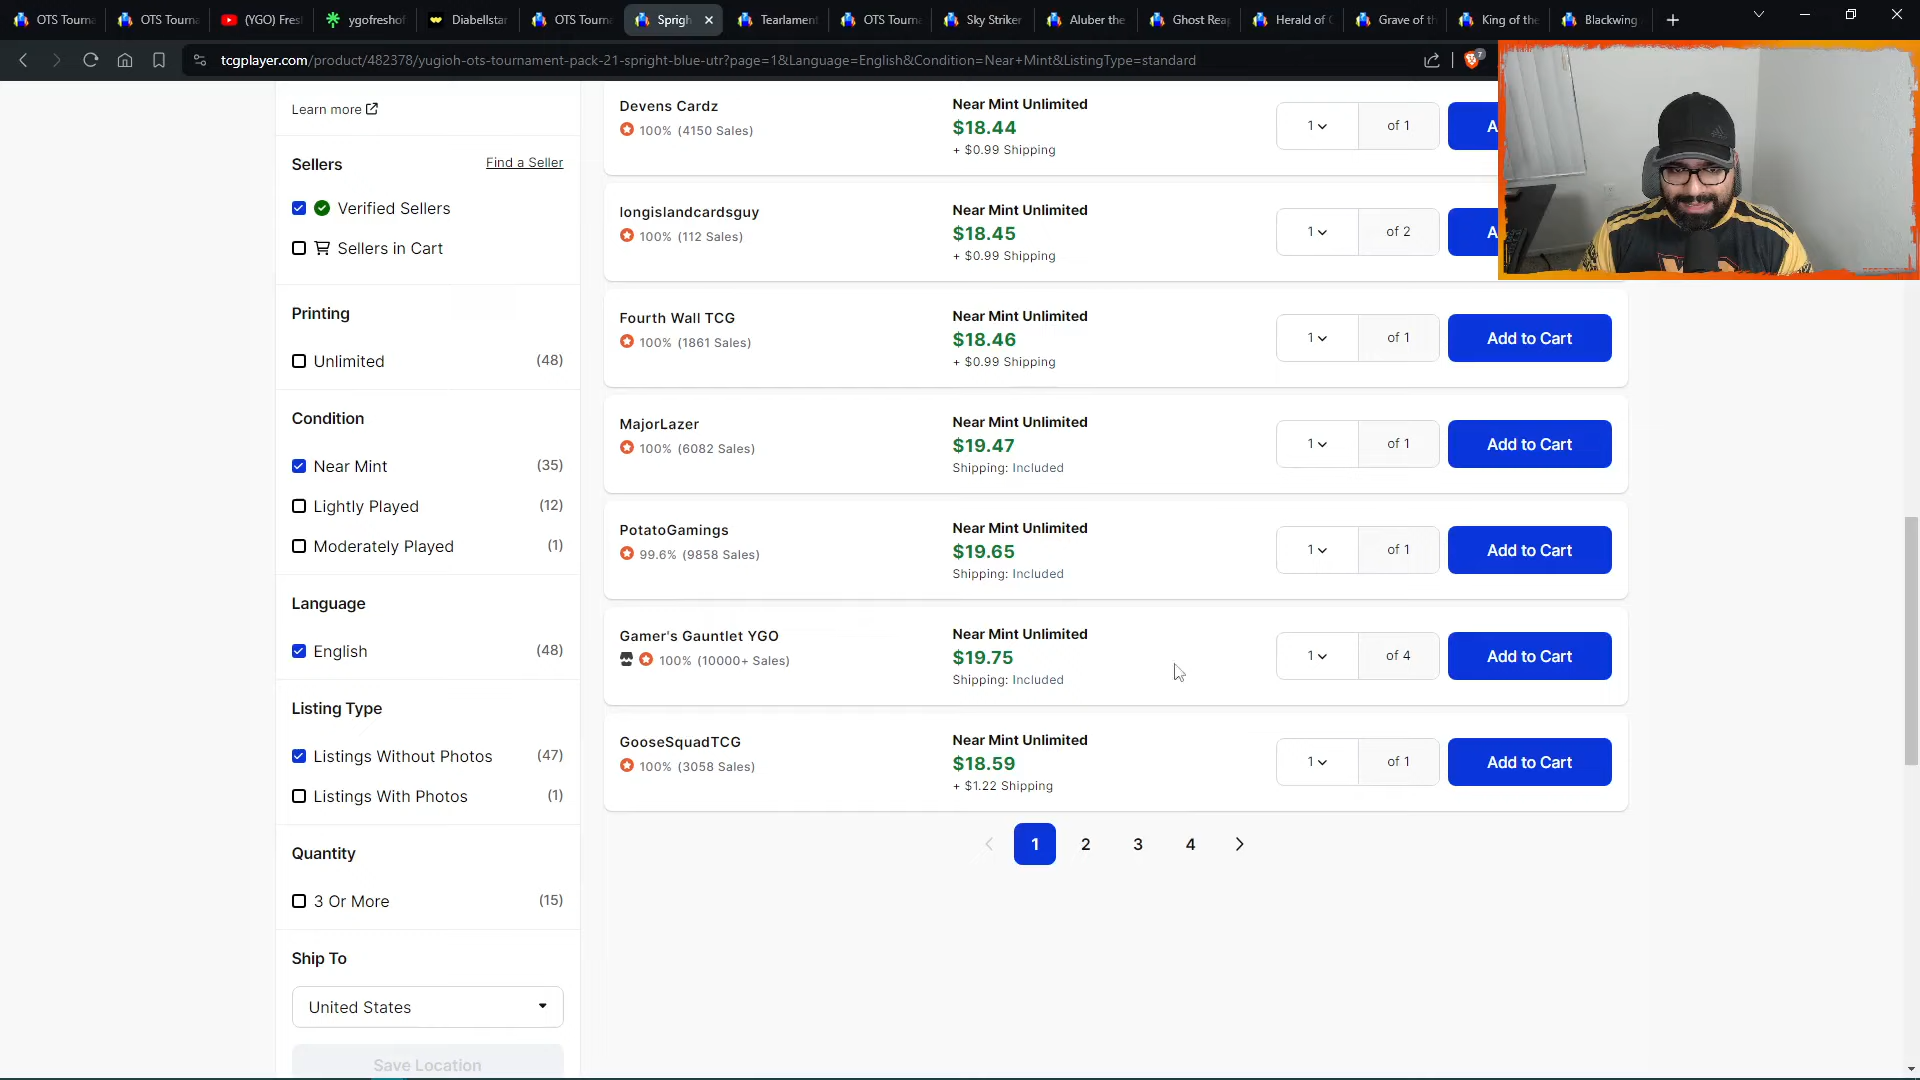 OTS Tourna
OTS Tourna
(YGO) Fres
ygofreshof
Diabellstar
OTS Tourna
Sprigh
Tearlament
OTS Tourna
Sky Striker
Aluber the
Ghost Rea
Herald of
Grave of th
King of the
Blackwing
tcgplayer.com/product/482378/yugioh-ots-tournament-pack-21-spright-blue-utr?page=1&Language=English&Condition=Near+Mint&ListingType=standard
7
Learn more
Sellers
Find a Seller
Verified Sellers
Sellers in Cart
Printing
Unlimited (48)
Condition
Near Mint (35)
Lightly Played (12)
Moderately Played (1)
Language
English (48)
Listing Type
Listings Without Photos (47)
Listings With Photos (1)
Quantity
3 Or More (15)
Ship To
United States
Save Location
Devens Cardz
100% (4150 Sales)
Near Mint Unlimited
$18.44
+ $0.99 Shipping
1 of 1
A
longislandcardsguy
100% (112 Sales)
Near Mint Unlimited
$18.45
+ $0.99 Shipping
1 of 2
A
Fourth Wall TCG
100% (1861 Sales)
Near Mint Unlimited
$18.46
+ $0.99 Shipping
1 of 1
Add to Cart
MajorLazer
100% (6082 Sales)
Near Mint Unlimited
$19.47
Shipping: Included
1 of 1
Add to Cart
PotatoGamings
99.6% (9858 Sales)
Near Mint Unlimited
$19.65
Shipping: Included
1 of 1
Add to Cart
Gamer's Gauntlet YGO
100% (10000+ Sales)
Near Mint Unlimited
$19.75
Shipping: Included
1 of 4
Add to Cart
GooseSquadTCG
100% (3058 Sales)
Near Mint Unlimited
$18.59
+ $1.22 Shipping
1 of 1
Add to Cart
1 2 3 4